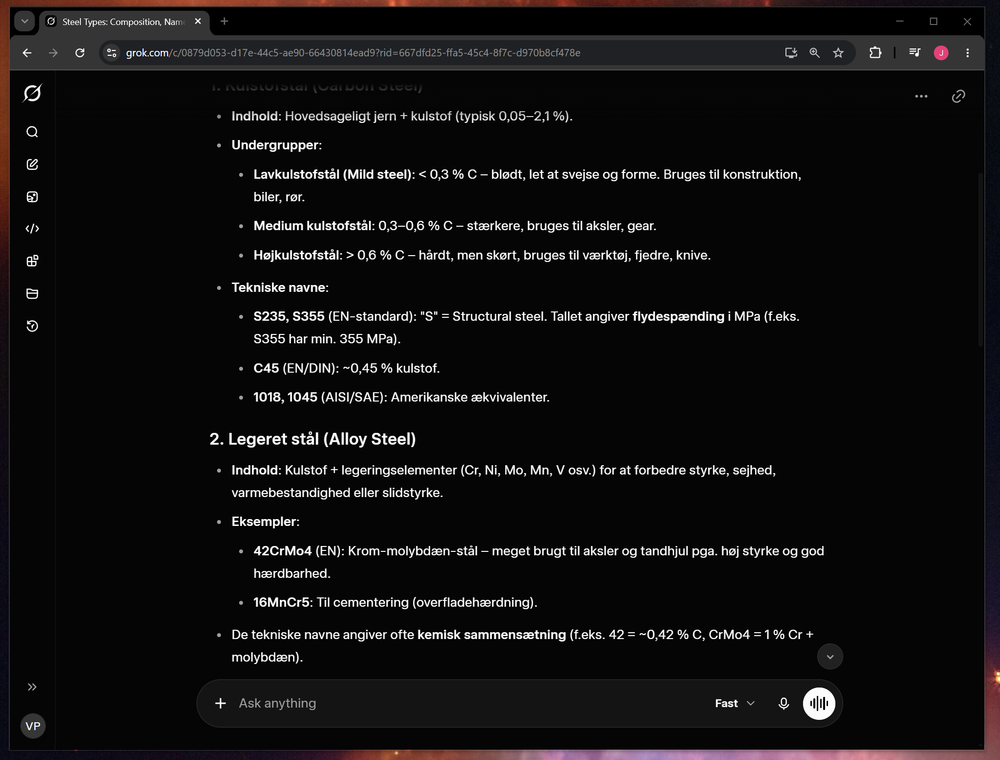 Steel Types: Composition, Name
grok.com/c/0879d053-d17e-44c5-ae90-66430814ead9?rid=667dfd25-ffa5-45c4-8f7c-d970b8cf478e
J
1. Kulstofstål (Carbon Steel)
Indhold: Hovedsageligt jern + kulstof (typisk 0,05–2,1 %).
Undergrupper:
Lavkulstofstål (Mild steel): < 0,3 % C – blødt, let at svejse og forme. Bruges til konstruktion,
biler, rør.
Medium kulstofstål: 0,3–0,6 % C – stærkere, bruges til aksler, gear.
Højkulstofstål: > 0,6 % C – hårdt, men skørt, bruges til værktøj, fjedre, knive.
Tekniske navne:
S235, S355 (EN-standard): "S" = Structural steel. Tallet angiver flydespænding i MPa (f.eks.
S355 har min. 355 MPa).
C45 (EN/DIN): ~0,45 % kulstof.
1018, 1045 (AISI/SAE): Amerikanske ækvivalenter.
2. Legeret stål (Alloy Steel)
Indhold: Kulstof + legeringselementer (Cr, Ni, Mo, Mn, V osv.) for at forbedre styrke, sejhed,
varmebestandighed eller slidstyrke.
Eksempler:
42CrMo4 (EN): Krom-molybdæn-stål – meget brugt til aksler og tandhjul pga. høj styrke og god
hærdbarhed.
16MnCr5: Til cementering (overfladehærdning).
De tekniske navne angiver ofte kemisk sammensætning (f.eks. 42 = ~0,42 % C, CrMo4 = 1 % Cr +
molybdæn).
Ask anything
Fast
VP